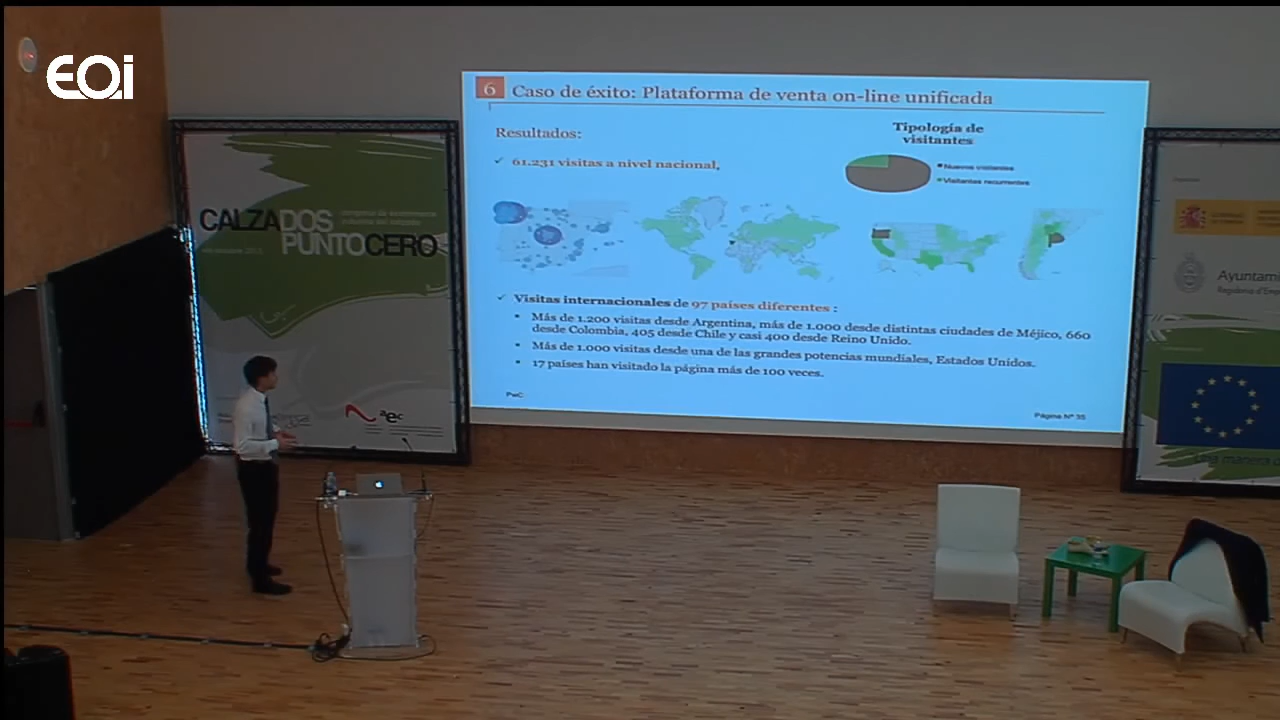 EOi
6 Caso de éxito: Plataforma de venta on-line unificada
Resultados:
✓ 61.231 visitas a nivel nacional,
Tipología de
visitantes
Nuevos visitantes
Visitantes recurrentes
✓ Visitas internacionales de 97 países diferentes :
▪ Más de 1.200 visitas desde Argentina, más de 1.000 desde distintas ciudades de Méjico, 660
desde Colombia, 405 desde Chile y casi 400 desde Reino Unido.
▪ Más de 1.000 visitas desde una de las grandes potencias mundiales, Estados Unidos.
▪ 17 países han visitado la página más de 100 veces.
PwC
Página Nº 35
CALZADOS
PUNTOCERO
aec
Ayuntam
Una manera